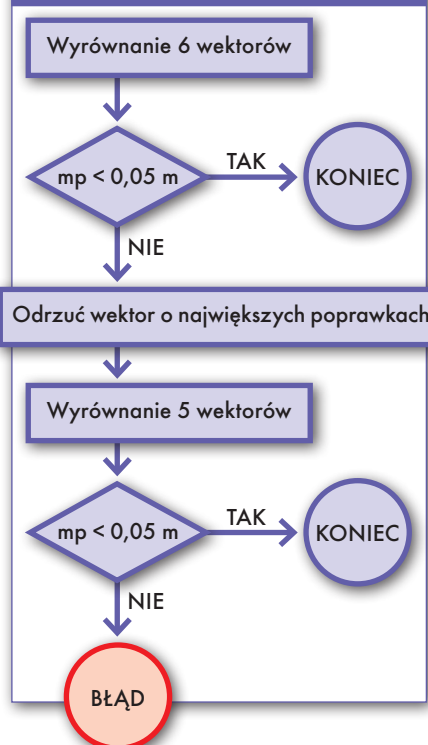 Wyrównanie 6 wektorów
mp < 0,05 m
TAK
KONIEC
NIE
Odrzuć wektor o największych poprawkach
Wyrównanie 5 wektorów
mp < 0,05 m
TAK
KONIEC
NIE
BŁĄD